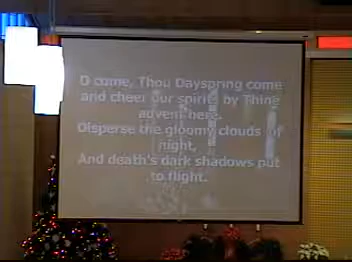 O come, Thou Dayspring come
and cheer our spirits by Thine
advent here.
Disperse the gloomy clouds of
night,
And death's dark shadows put
to flight.